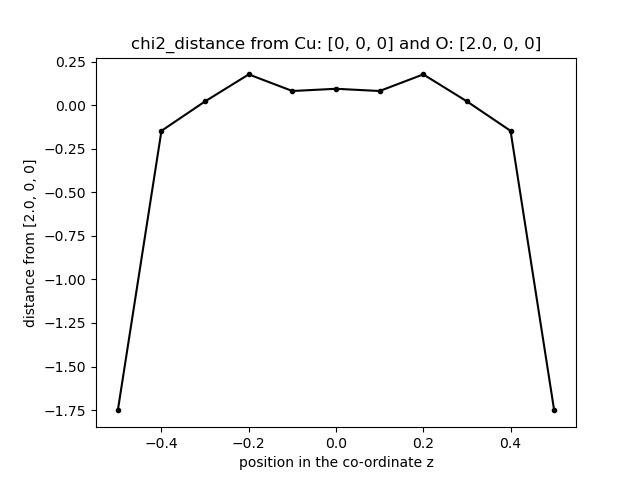 chi2_distance from Cu: [0, 0, 0] and O: [2.0, 0, 0]
distance from [2.0, 0, 0]
0.25
0.00
−0.25
−0.50
−0.75
−1.00
−1.25
−1.50
−1.75
−0.4 −0.2 0.0 0.2 0.4
position in the co-ordinate z